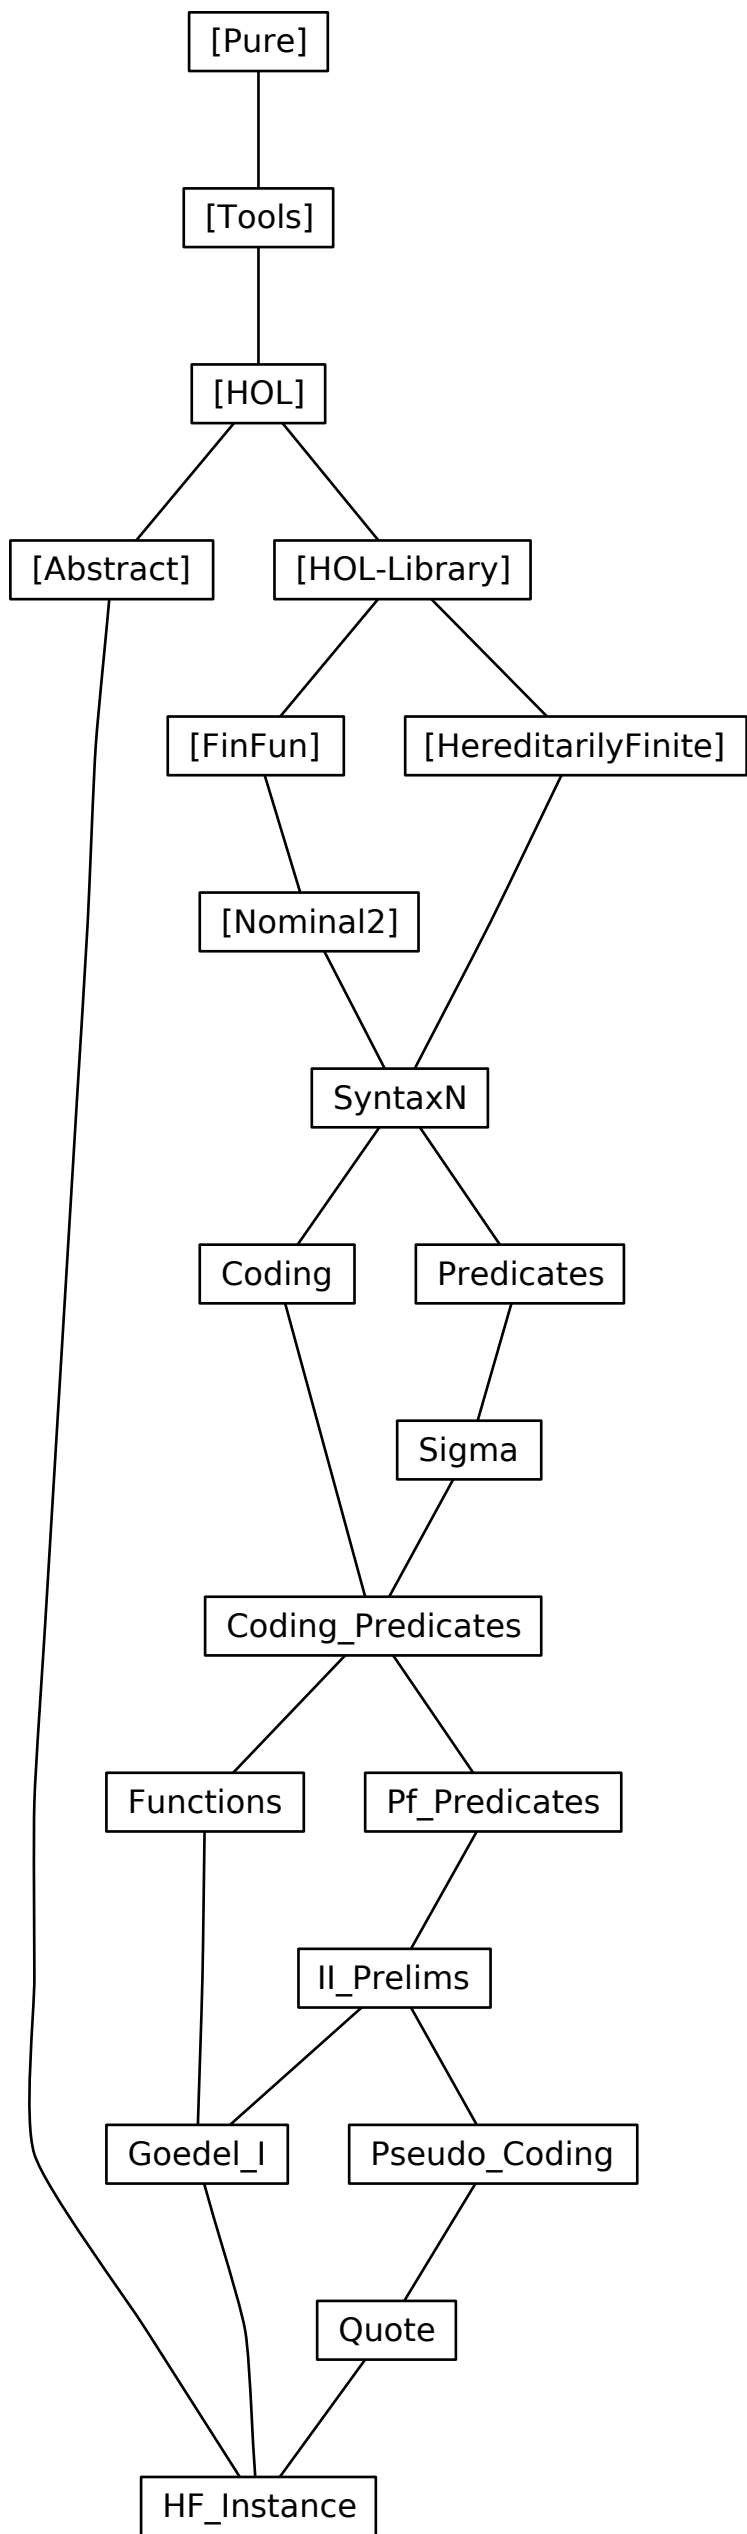 [Pure]
[Tools]
[HOL]
[Abstract]
[HOL-Library]
[FinFun]
[HereditarilyFinite]
[Nominal2]
SyntaxN
Coding
Predicates
Sigma
Coding_Predicates
Functions
Pf_Predicates
II_Prelims
Goedel_I
Pseudo_Coding
Quote
HF_Instance